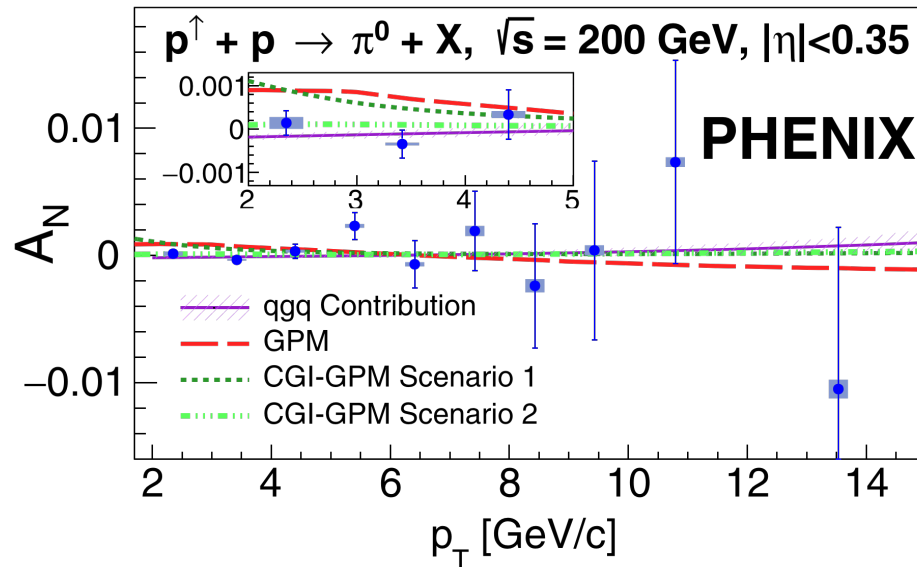 p↑ + p → π⁰ + X, √s = 200 GeV, |η|<0.35
PHENIX
0.001
0
−0.001
2 3 4 5
0.01
0
−0.01
A_N
qgq Contribution
GPM
CGI-GPM Scenario 1
CGI-GPM Scenario 2
2 4 6 8 10 12 14
p_T [GeV/c]